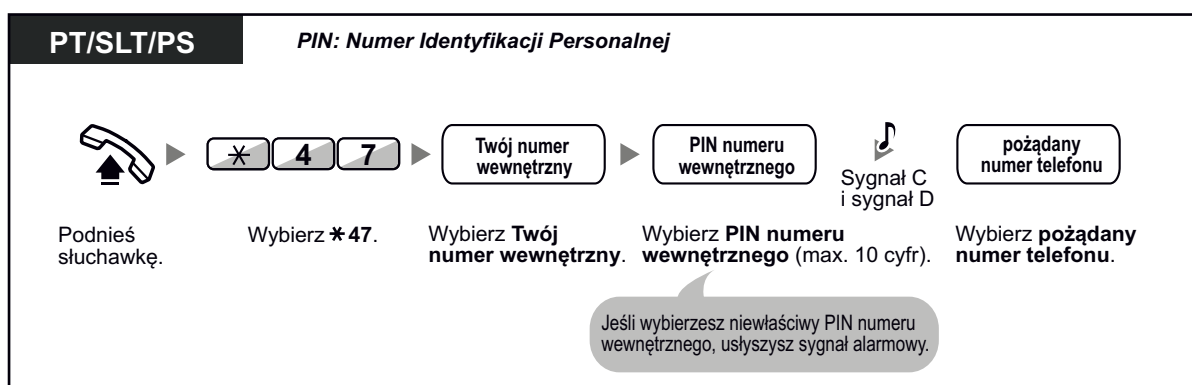 PT/SLT/PS
PIN: Numer Identyfikacji Personalnej
✳ 4 7
Twój numer
wewnętrzny
PIN numeru
wewnętrznego
Sygnał C
i sygnał D
pożądany
numer telefonu
Podnieś
słuchawkę.
Wybierz ✳47.
Wybierz Twój
numer wewnętrzny.
Wybierz PIN numeru
wewnętrznego (max. 10 cyfr).
Wybierz pożądany
numer telefonu.
Jeśli wybierzesz niewłaściwy PIN numeru
wewnętrznego, usłyszysz sygnał alarmowy.